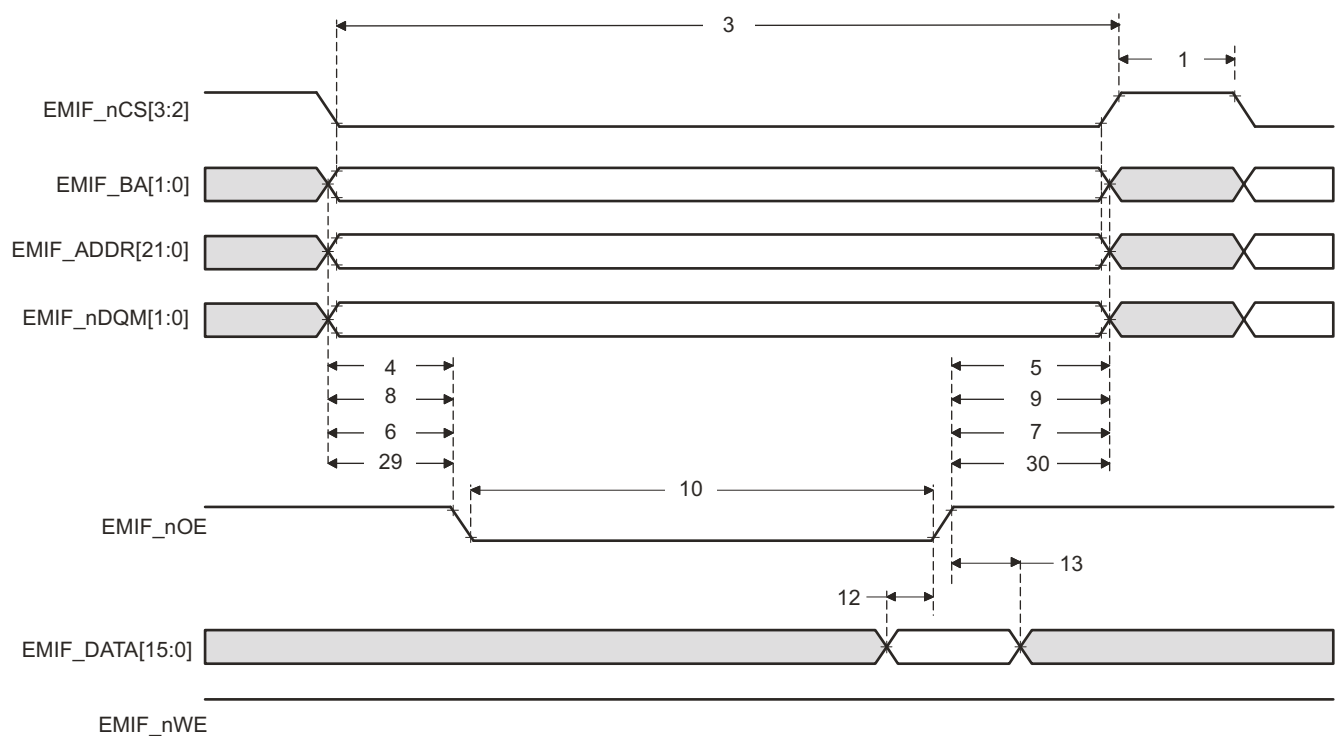 3
1
EMIF_nCS[3:2]
EMIF_BA[1:0]
EMIF_ADDR[21:0]
EMIF_nDQM[1:0]
4 5
8 9
6 7
29 30
10
EMIF_nOE
13
12
EMIF_DATA[15:0]
EMIF_nWE